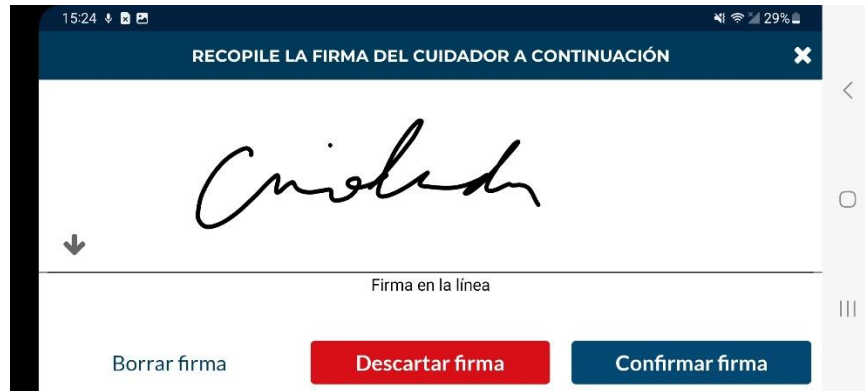 15:24 29%
RECOPILE LA FIRMA DEL CUIDADOR A CONTINUACIÓN
Cuidador
Firma en la línea
Borrar firma Descartar firma Confirmar firma